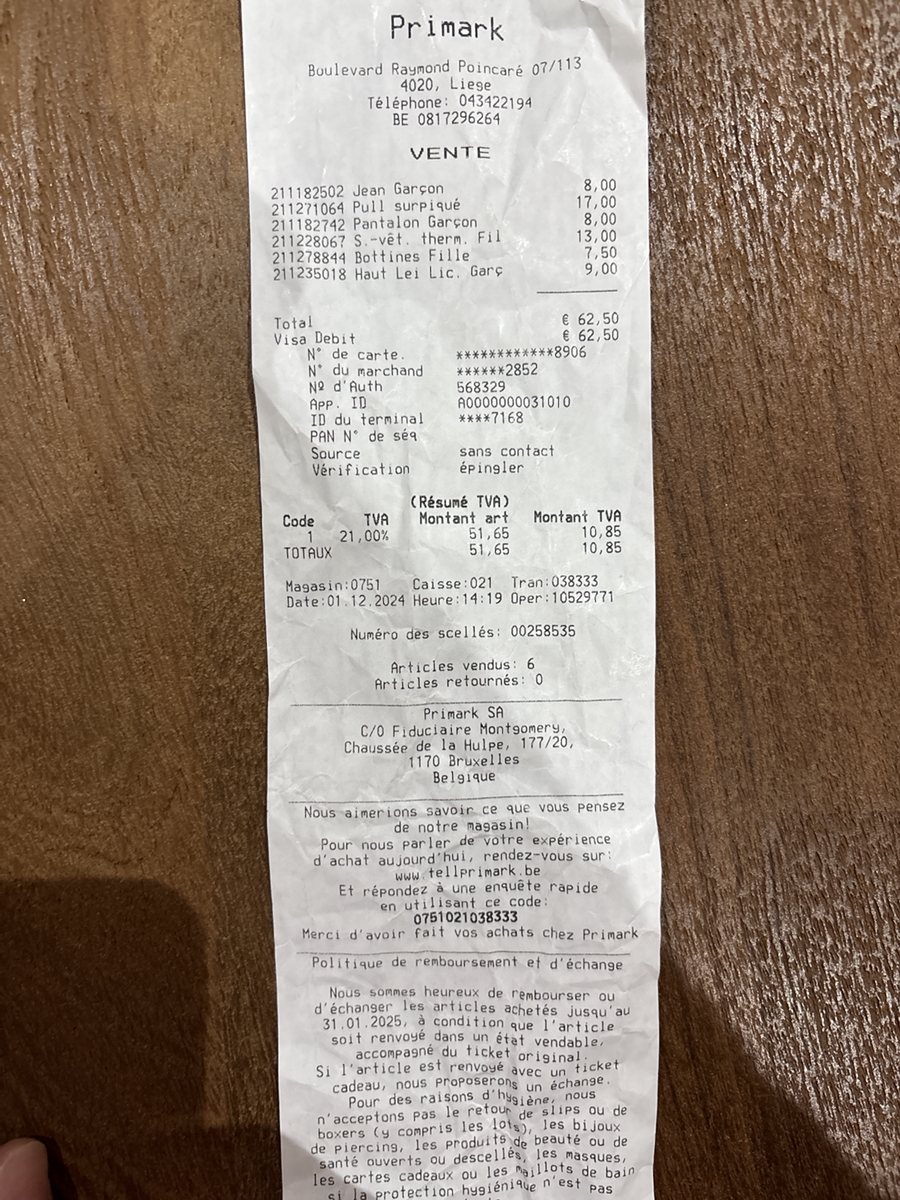 Primark
Boulevard Raymond Poincaré 07/113
4020, Liege
Téléphone: 043422194
BE 0817296264
VENTE
211182502 Jean Garçon 8,00
211271064 Pull surpiqué 17,00
211182742 Pantalon Garçon 8,00
211228067 S.-vêt. therm. Fil 13,00
211278844 Bottines Fille 7,50
211235018 Haut Lei Lic. Garç 9,00
Total € 62,50
Visa Debit € 62,50
N° de carte. ************8906
N° du marchand ******2852
Nº d'Auth 568329
App. ID A0000000031010
ID du terminal ****7168
PAN N° de séq
Source sans contact
Vérification épingler
(Résumé TVA)
Code TVA Montant art Montant TVA
1 21,00% 51,65 10,85
TOTAUX 51,65 10,85
Magasin:0751 Caisse:021 Tran:038333
Date:01.12.2024 Heure:14:19 Oper:10529771
Numéro des scellés: 00258535
Articles vendus: 6
Articles retournés: 0
Primark SA
C/O Fiduciaire Montgomery,
Chaussée de la Hulpe, 177/20,
1170 Bruxelles
Belgique
Nous aimerions savoir ce que vous pensez
de notre magasin!
Pour nous parler de votre expérience
d'achat aujourd'hui, rendez-vous sur:
www.tellprimark.be
Et répondez à une enquête rapide
en utilisant ce code:
0751021038333
Merci d'avoir fait vos achats chez Primark
Politique de remboursement et d'échange
Nous sommes heureux de rembourser ou
d'échanger les articles achetés jusqu'au
31.01.2025, à condition que l'article
soit renvoyé dans un état vendable,
accompagné du ticket original.
Si l'article est renvoyé avec un ticket
cadeau, nous proposerons un échange.
Pour des raisons d'hygiène, nous
n'acceptons pas le retour de slips ou de
boxers (y compris les lots), les bijoux
de piercing, les produits de beauté ou de
santé ouverts ou descellés, les masques,
les cartes cadeaux ou les maillots de bain
si la protection hygiénique n'est pas